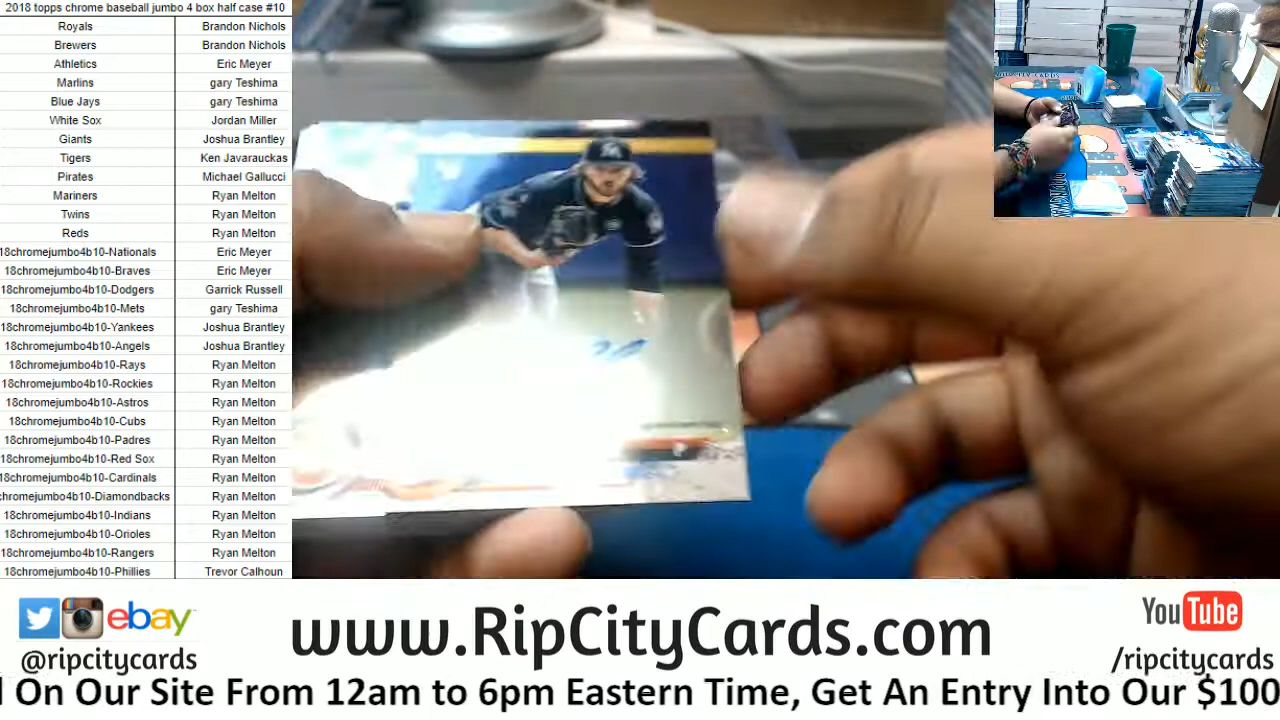 2018 topps chrome baseball jumbo 4 box half case #10
Royals Brandon Nichols
Brewers Brandon Nichols
Athletics Eric Meyer
Marlins gary Teshima
Blue Jays gary Teshima
White Sox Jordan Miller
Giants Joshua Brantley
Tigers Ken Javarauckas
Pirates Michael Gallucci
Mariners Ryan Melton
Twins Ryan Melton
Reds Ryan Melton
18chromejumbo4b10-Nationals Eric Meyer
18chromejumbo4b10-Braves Eric Meyer
18chromejumbo4b10-Dodgers Garrick Russell
18chromejumbo4b10-Mets gary Teshima
18chromejumbo4b10-Yankees Joshua Brantley
18chromejumbo4b10-Angels Joshua Brantley
18chromejumbo4b10-Rays Ryan Melton
18chromejumbo4b10-Rockies Ryan Melton
18chromejumbo4b10-Astros Ryan Melton
18chromejumbo4b10-Cubs Ryan Melton
18chromejumbo4b10-Padres Ryan Melton
18chromejumbo4b10-Red Sox Ryan Melton
18chromejumbo4b10-Cardinals Ryan Melton
chromejumbo4b10-Diamondbacks Ryan Melton
18chromejumbo4b10-Indians Ryan Melton
18chromejumbo4b10-Orioles Ryan Melton
18chromejumbo4b10-Rangers Ryan Melton
18chromejumbo4b10-Phillies Trevor Calhoun
ebay
@ripcitycards
www.RipCityCards.com
YouTube
/ripcitycards
On Our Site From 12am to 6pm Eastern Time, Get An Entry Into Our $100